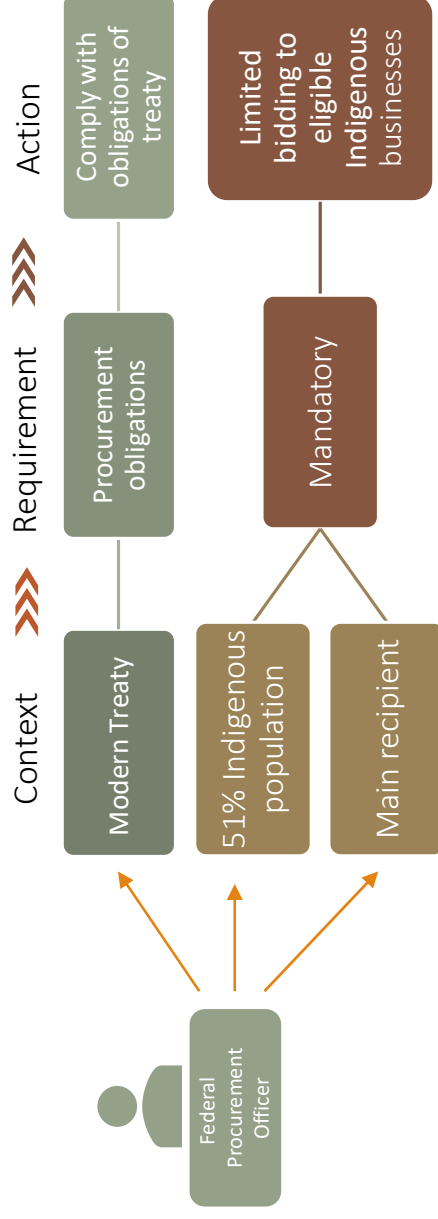 Context
Requirement
Action
Federal
Procurement
Officer
Modern Treaty
Procurement
obligations
Comply with
obligations of
treaty
51% Indigenous
population
Main recipient
Mandatory
Limited
bidding to
eligible
Indigenous
businesses